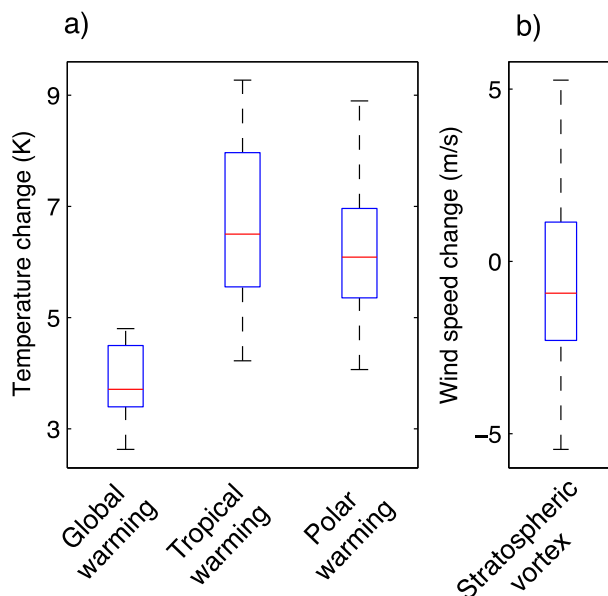 a)
Temperature change (K)
9
7
5
3
Global
warming
Tropical
warming
Polar
warming
b)
Wind speed change (m/s)
5
0
−5
Stratospheric
vortex